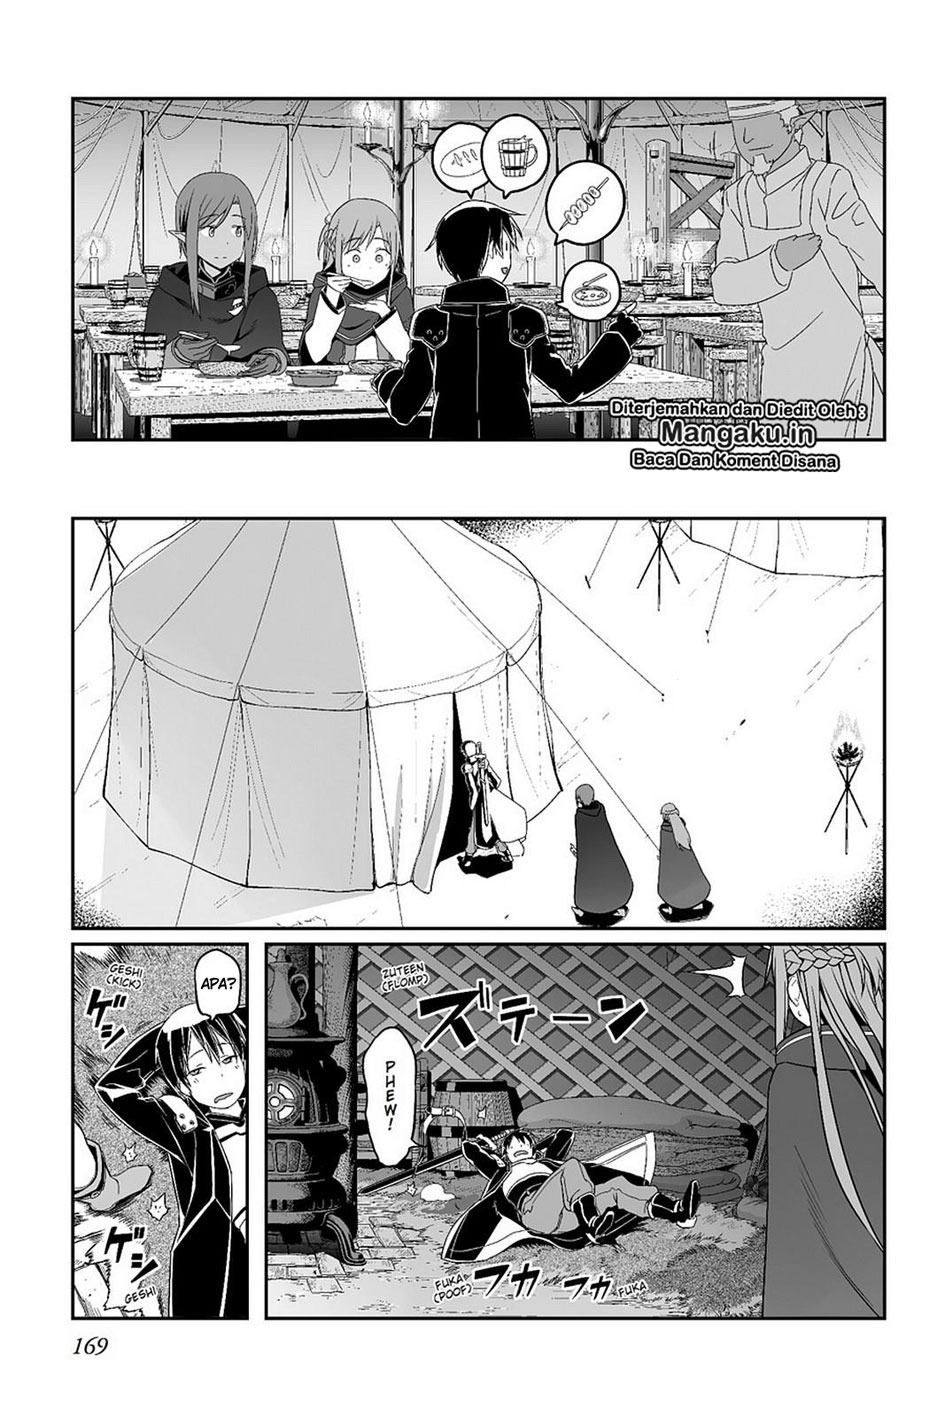 Diterjemahkan dan Diedit Oleh :
Mangaku.in
Baca Dan Koment Disana
ZUTEEN
(FLOMP)
ズテーン
PHEW!
FUKA
(POOF)
フカ
フカ
FUKA
APA?
GESHI
(KICK)
ゲシ
ゲシ
GESHI
169